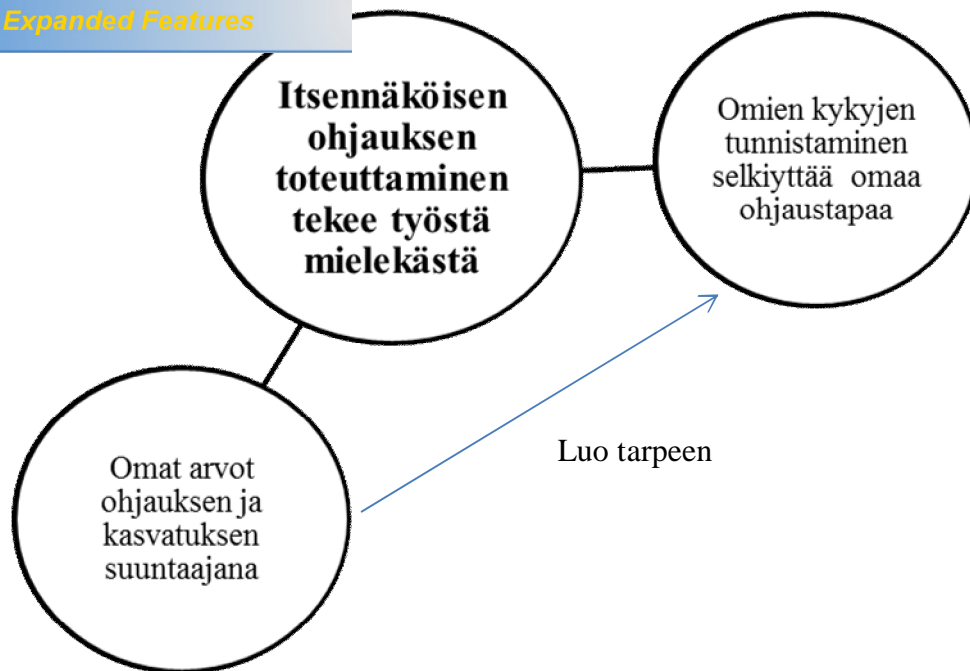 Expanded Features
Itsennäköisen
ohjauksen
toteuttaminen
tekee työstä
mielekästä
Omien kykyjen
tunnistaminen
selkiyttää omaa
ohjaustapaa
Luo tarpeen
Omat arvot
ohjauksen ja
kasvatuksen
suuntaajana